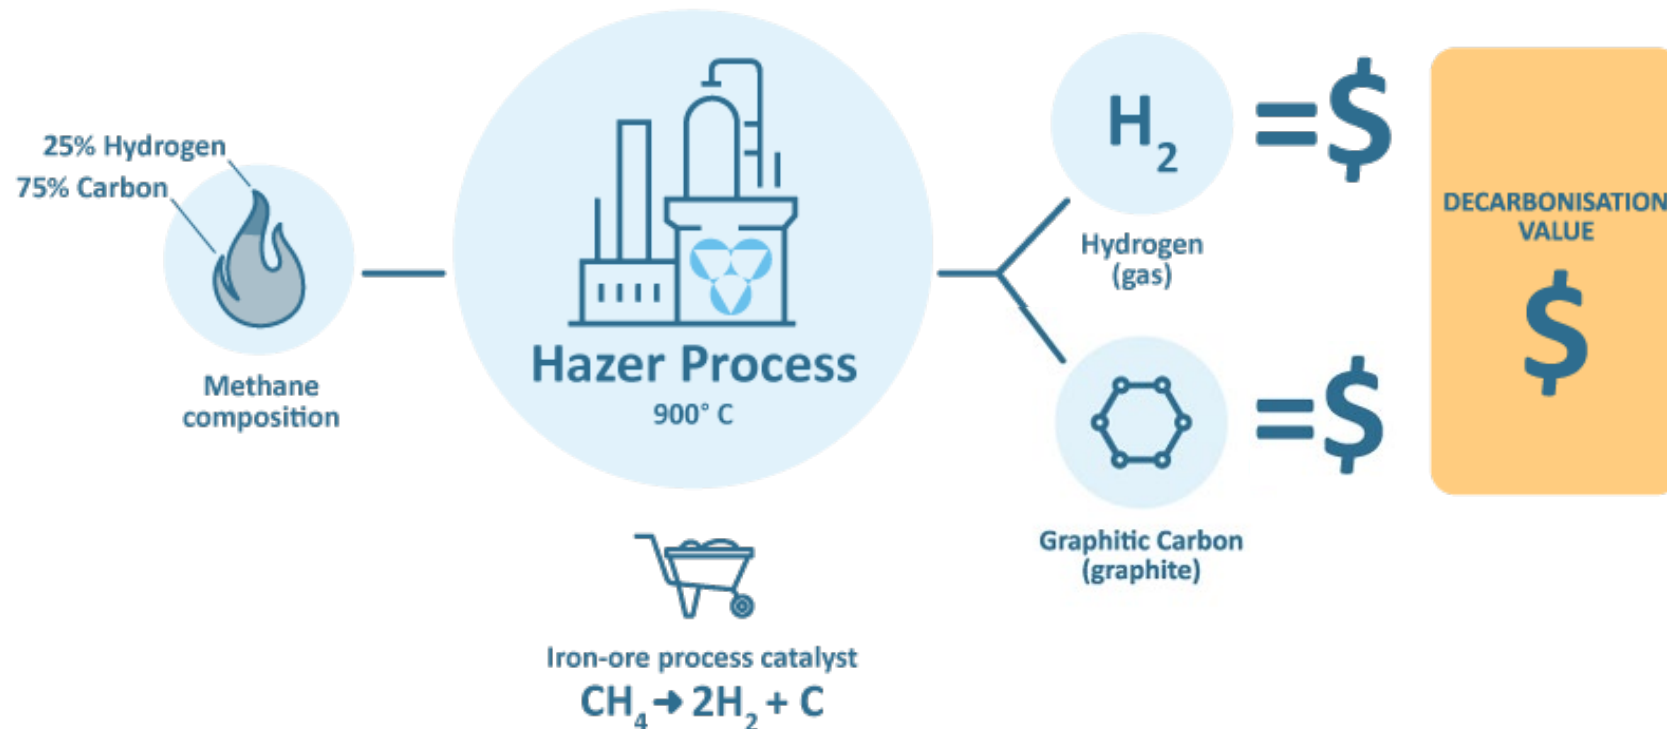 25% Hydrogen
75% Carbon
Methane
composition
Hazer Process
900° C
Iron-ore process catalyst
CH₄ → 2H₂ + C
H₂
=$
Hydrogen
(gas)
=$
Graphitic Carbon
(graphite)
DECARBONISATION
VALUE
$